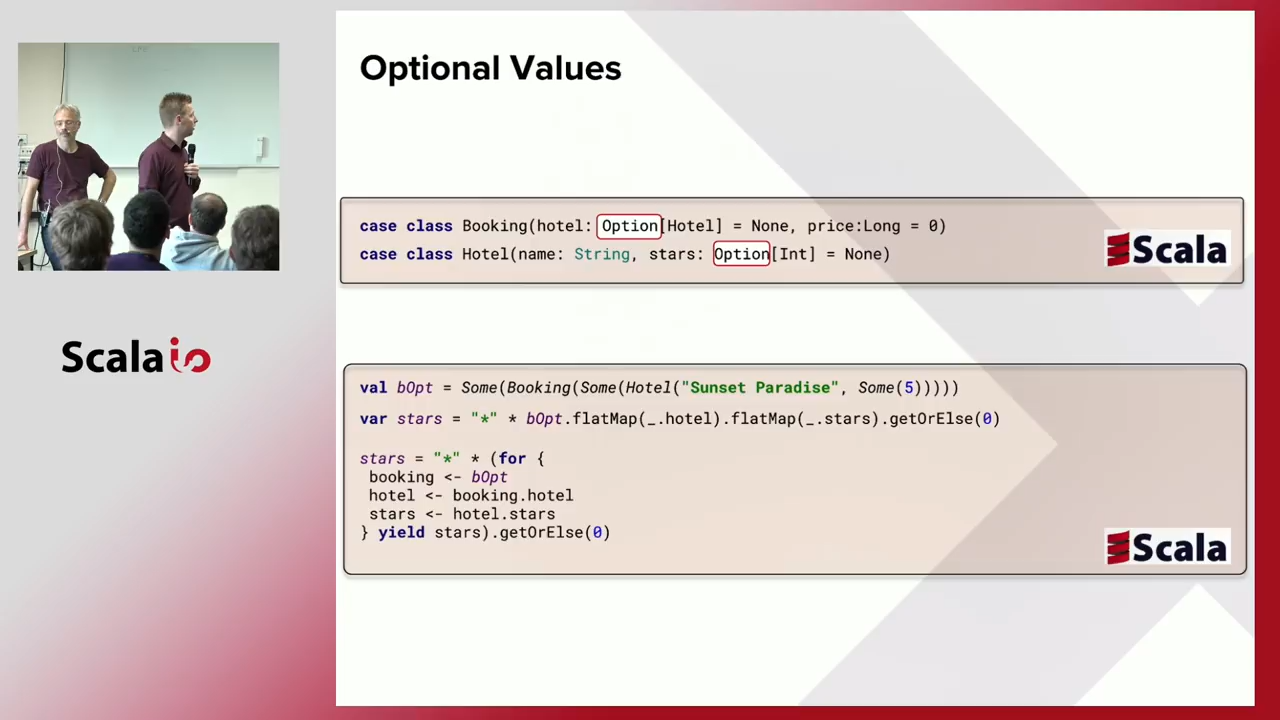 Optional Values
case class Booking(hotel: Option[Hotel] = None, price:Long = 0)
case class Hotel(name: String, stars: Option[Int] = None)
Scala
Scala io
val bOpt = Some(Booking(Some(Hotel("Sunset Paradise", Some(5)))))
var stars = "*" * bOpt.flatMap(_.hotel).flatMap(_.stars).getOrElse(0)
stars = "*" * (for {
booking <- bOpt
hotel <- booking.hotel
stars <- hotel.stars
} yield stars).getOrElse(0)
Scala